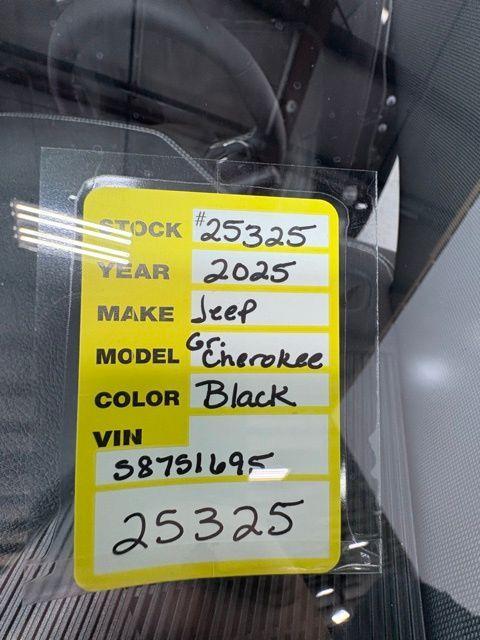 STOCK #25325
YEAR 2025
MAKE Jeep
MODEL Gr. Cherokee
COLOR Black
VIN
S8751695
25325